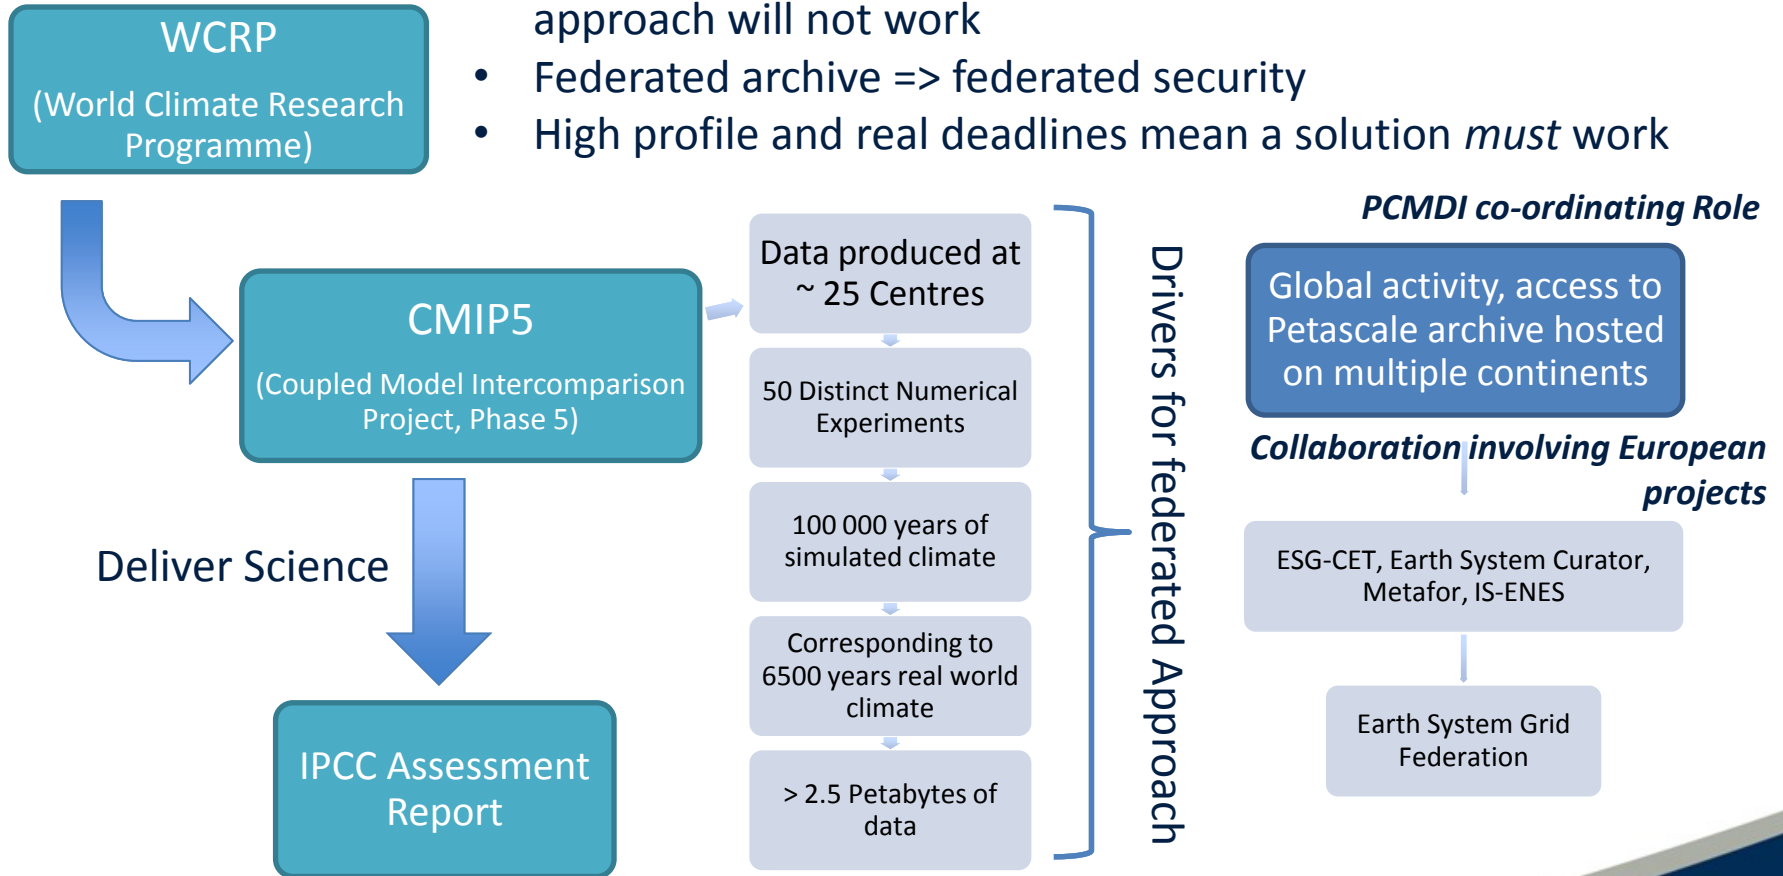 WCRP
(World Climate Research
Programme)
approach will not work
• Federated archive => federated security
• High profile and real deadlines mean a solution must work
CMIP5
(Coupled Model Intercomparison
Project, Phase 5)
Deliver Science
IPCC Assessment
Report
Data produced at
~ 25 Centres
50 Distinct Numerical
Experiments
100 000 years of
simulated climate
Corresponding to
6500 years real world
climate
> 2.5 Petabytes of
data
Drivers for federated Approach
PCMDI co-ordinating Role
Global activity, access to
Petascale archive hosted
on multiple continents
Collaboration involving European
projects
ESG-CET, Earth System Curator,
Metafor, IS-ENES
Earth System Grid
Federation